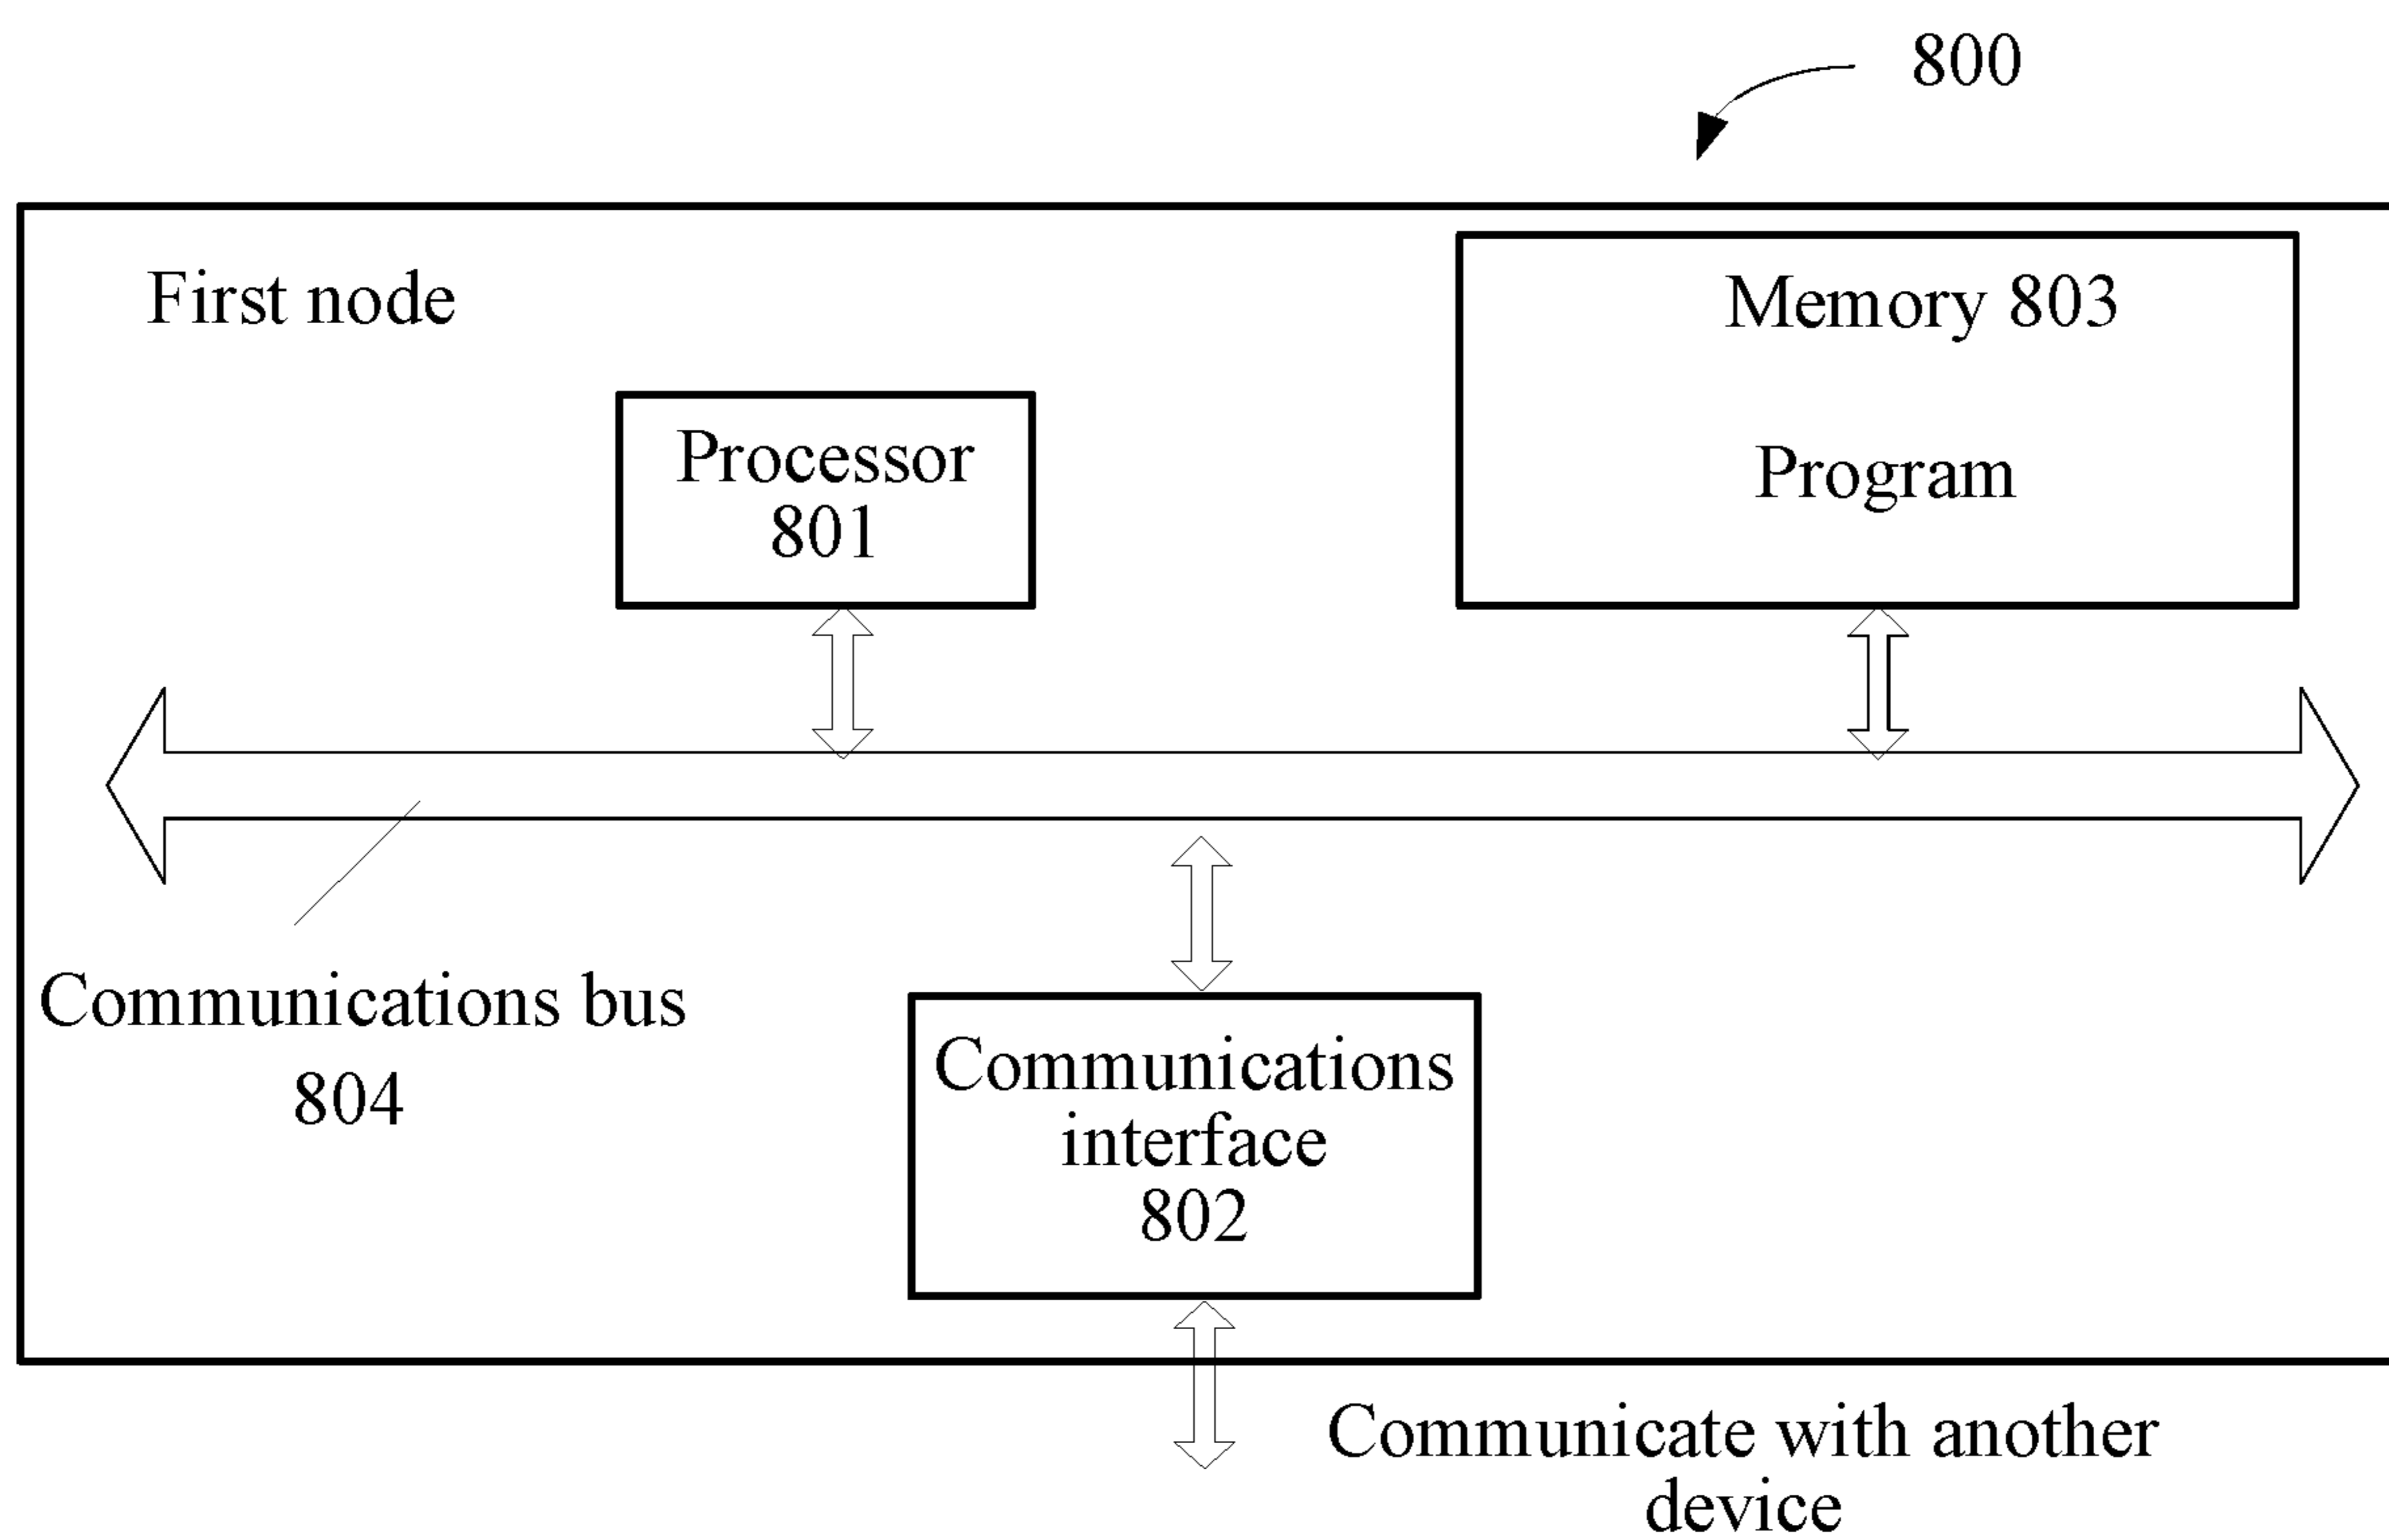 800
First node
Memory 803
Program
Processor
801
Communications bus
804
Communications
interface
802
Communicate with another
device